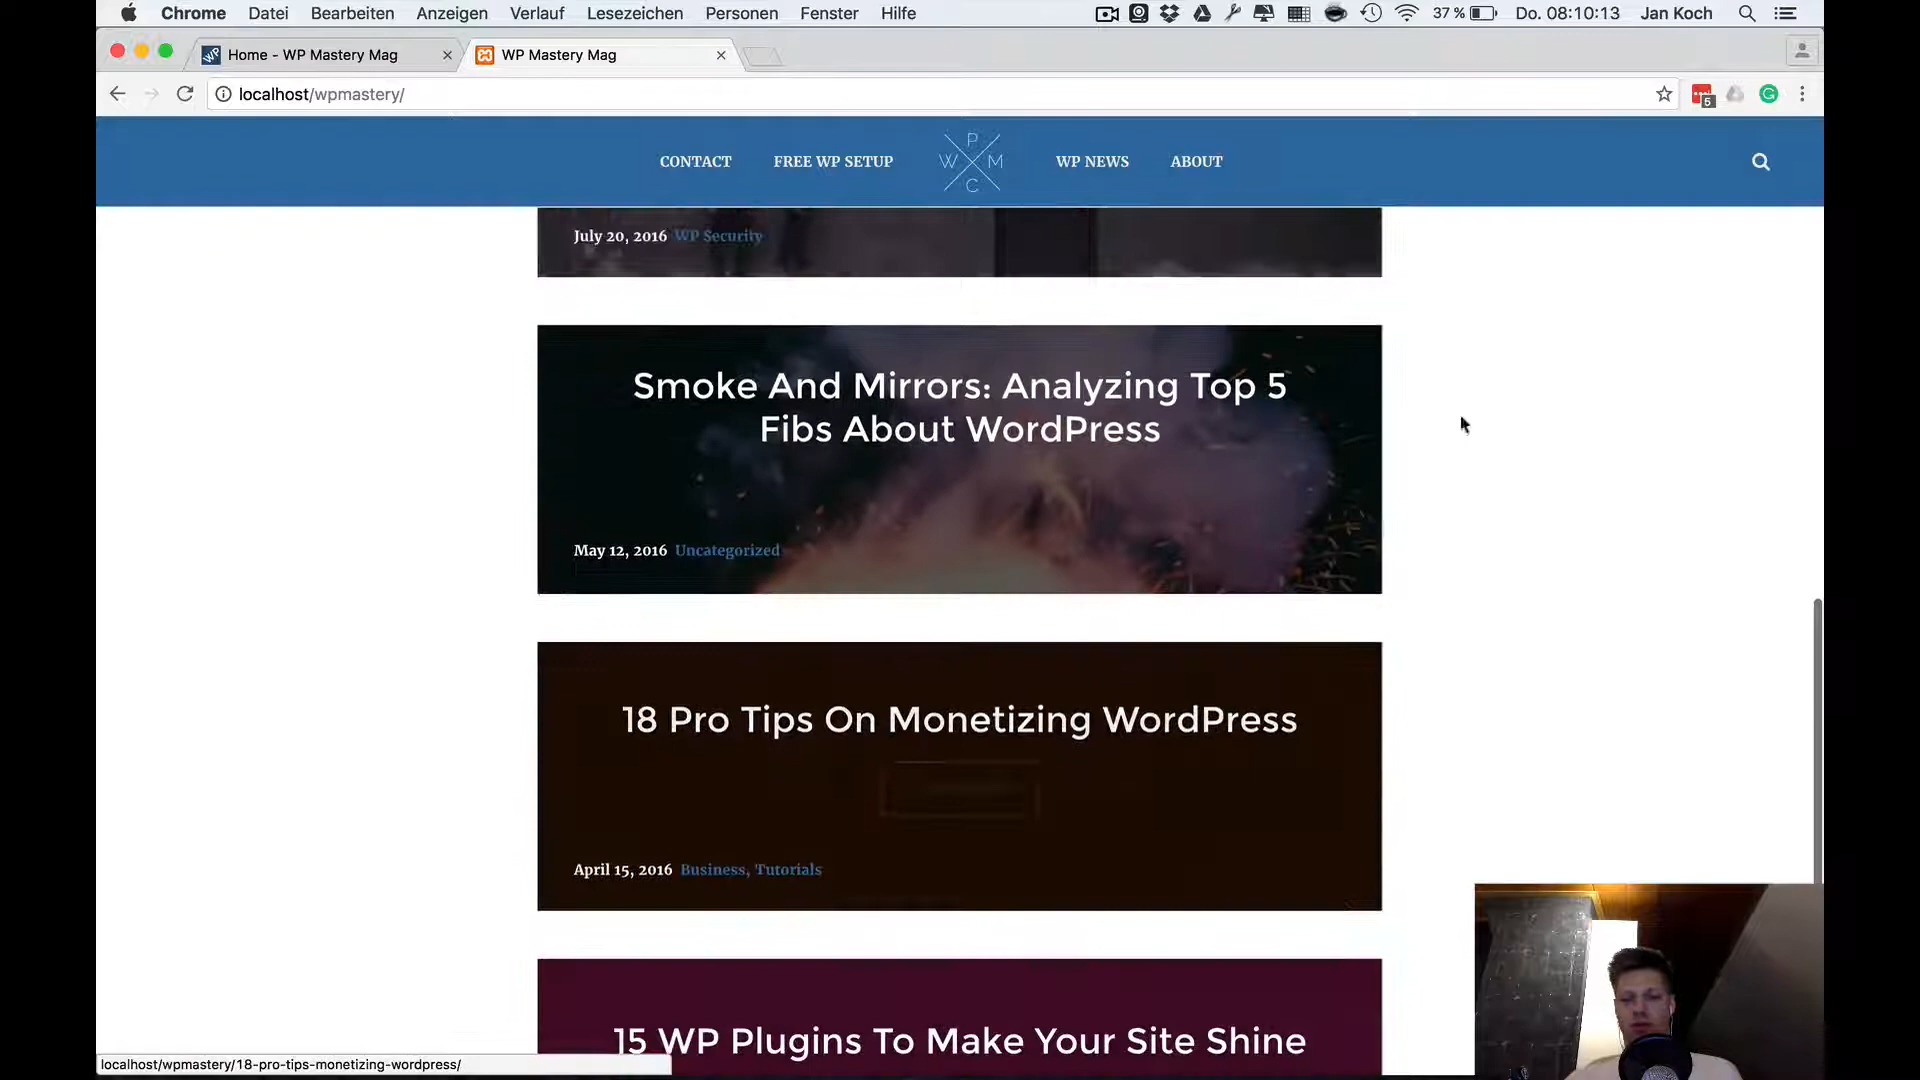 Chrome Datei Bearbeiten Anzeigen Verlauf Lesezeichen Personen Fenster Hilfe 37 % Do. 08:10:13 Jan Koch
Home - WP Mastery Mag
WP Mastery Mag
localhost/wpmastery/
5
CONTACT
FREE WP SETUP
W P M C
WP NEWS
ABOUT
July 20, 2016 WP Security
Smoke And Mirrors: Analyzing Top 5
Fibs About WordPress
May 12, 2016 Uncategorized
18 Pro Tips On Monetizing WordPress
April 15, 2016 Business, Tutorials
15 WP Plugins To Make Your Site Shine
localhost/wpmastery/18-pro-tips-monetizing-wordpress/